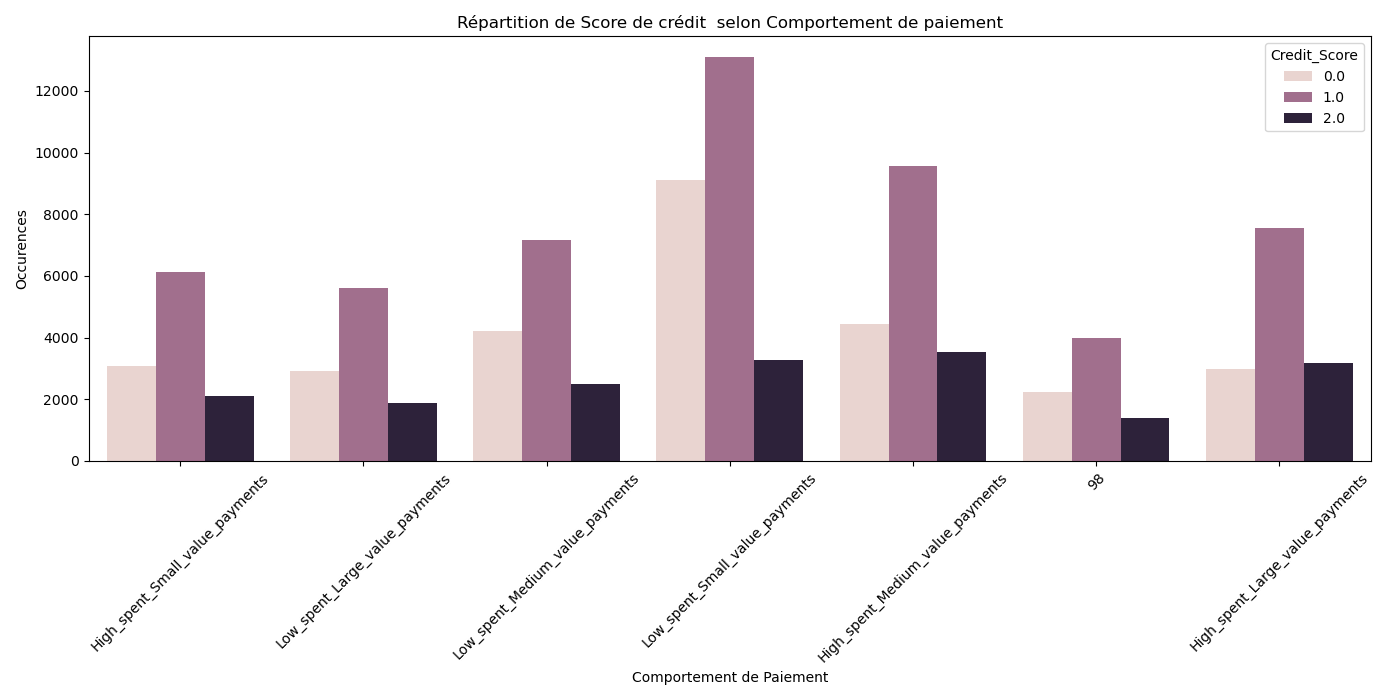 Répartition de Score de crédit  selon Comportement de paiement
Credit_Score
0.0
1.0
2.0
Occurences
12000
10000
8000
6000
4000
2000
0
High_spent_Small_value_payments
Low_spent_Large_value_payments
Low_spent_Medium_value_payments
Low_spent_Small_value_payments
High_spent_Medium_value_payments
98
High_spent_Large_value_payments
Comportement de Paiement